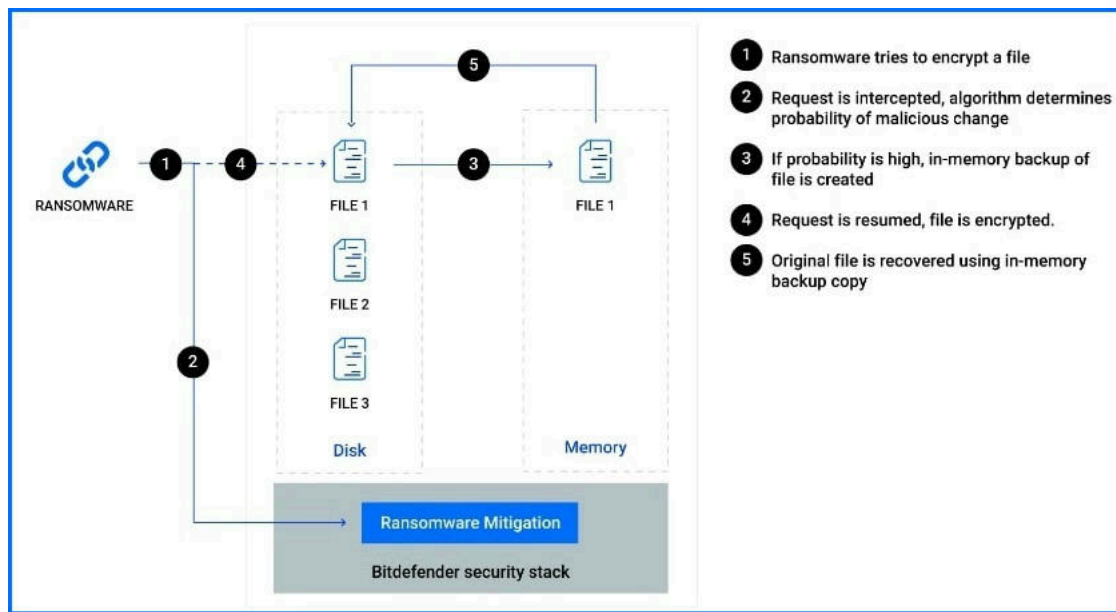 5
1
Ransomware tries to encrypt a file
2
Request is intercepted, algorithm determines
probability of malicious change
3
If probability is high, in-memory backup of
file is created
4
Request is resumed, file is encrypted.
5
Original file is recovered using in-memory
backup copy
1
4
3
RANSOMWARE
FILE 1
FILE 1
FILE 2
2
FILE 3
Disk
Memory
Ransomware Mitigation
Bitdefender security stack